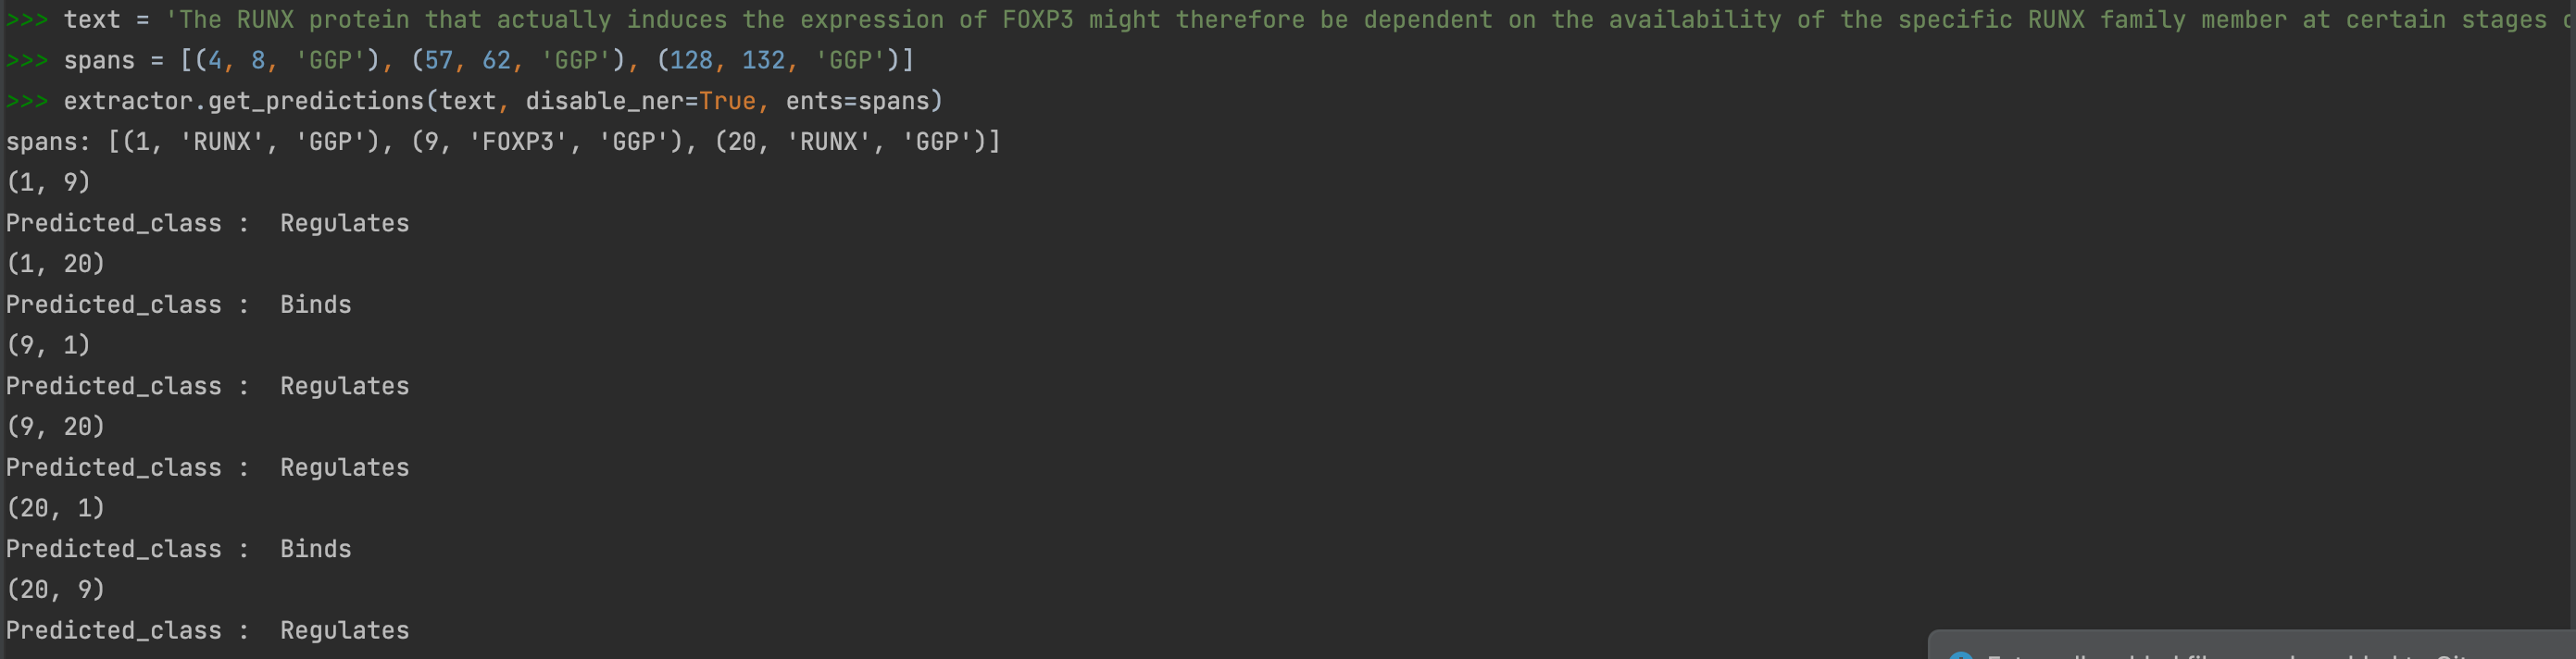 >>> text = 'The RUNX protein that actually induces the expression of FOXP3 might therefore be dependent on the availability of the specific RUNX family member at certain stages
>>> spans = [(4, 8, 'GGP'), (57, 62, 'GGP'), (128, 132, 'GGP')]
>>> extractor.get_predictions(text, disable_ner=True, ents=spans)
spans: [(1, 'RUNX', 'GGP'), (9, 'FOXP3', 'GGP'), (20, 'RUNX', 'GGP')]
(1, 9)
Predicted_class :  Regulates
(1, 20)
Predicted_class :  Binds
(9, 1)
Predicted_class :  Regulates
(9, 20)
Predicted_class :  Regulates
(20, 1)
Predicted_class :  Binds
(20, 9)
Predicted_class :  Regulates